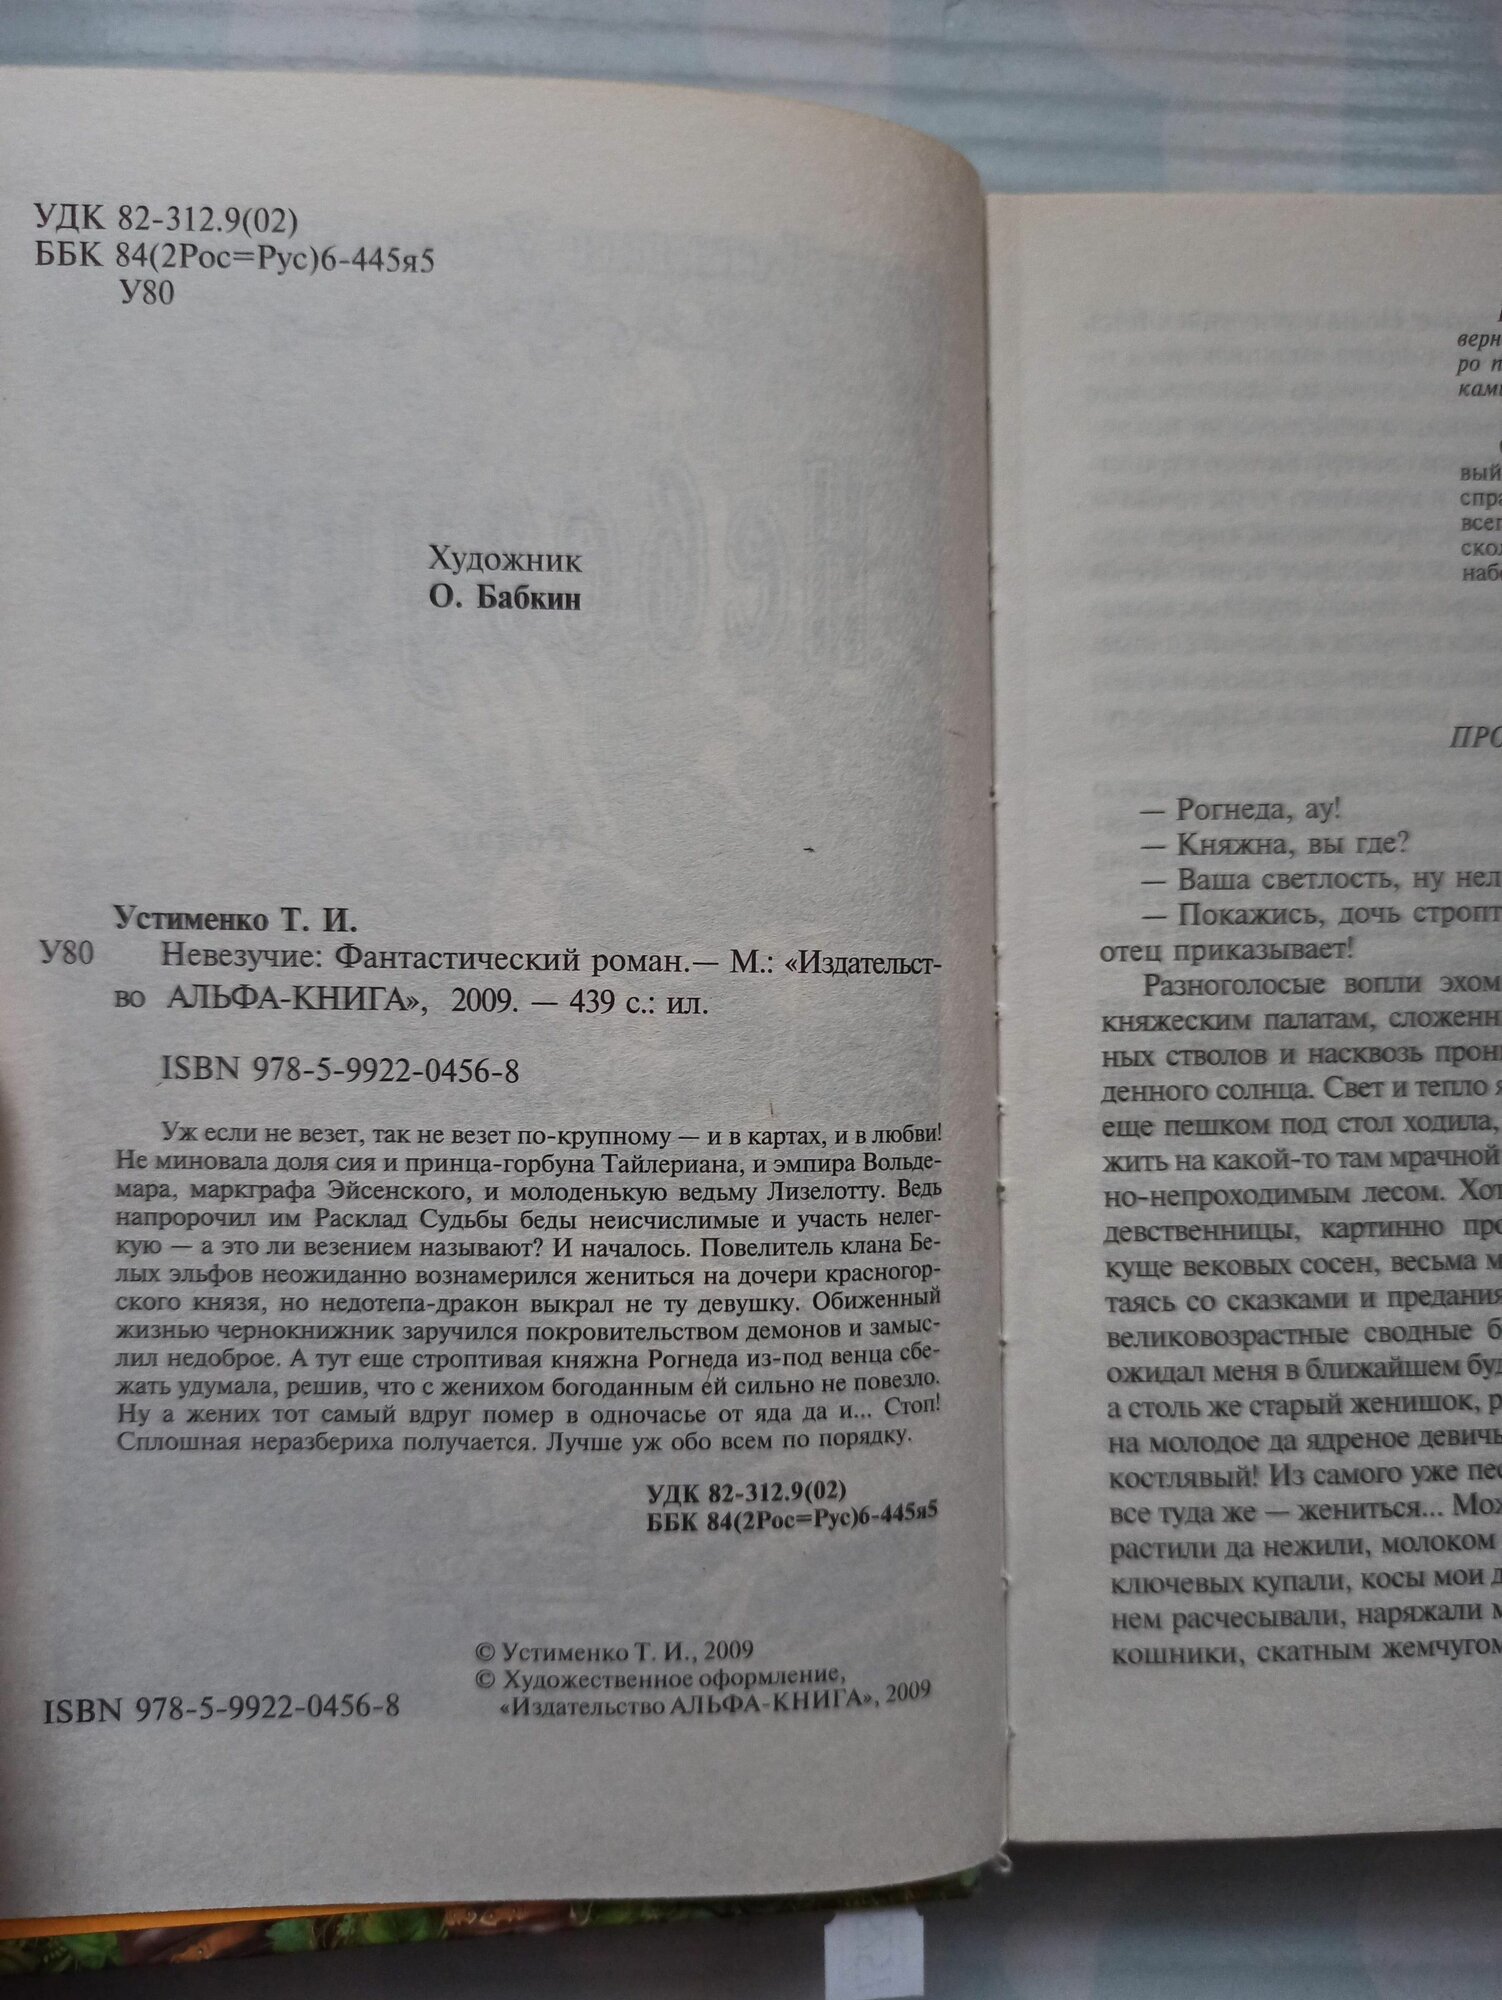 УДК 82-312.9(02)
ББК 84(2Рос=Рус)6-445я5
У80
Художник
О. Бабкин
Устименко Т. И.
У80 Невезучие: Фантастический роман.— М.: «Издательст-
во АЛЬФА-КНИГА», 2009. — 439 с.: ил.
ISBN 978-5-9922-0456-8
Уж если не везет, так не везет по-крупному — и в картах, и в любви!
Не миновала доля сия и принца-горбуна Тайлериана, и эмпира Вольде-
мара, маркграфа Эйсенского, и молоденькую ведьму Лизелотту. Ведь
напророчил им Расклад Судьбы беды неисчислимые и участь нелег-
кую — а это ли везением называют? И началось. Повелитель клана Бе-
лых эльфов неожиданно вознамерился жениться на дочери красногор-
ского князя, но недотепа-дракон выкрал не ту девушку. Обиженный
жизнью чернокнижник заручился покровительством демонов и замыс-
лил недоброе. А тут еще строптивая княжна Рогнеда из-под венца сбе-
жать удумала, решив, что с женихом богоданным ей сильно не повезло.
Ну а жених тот самый вдруг помер в одночасье от яда да и... Стоп!
Сплошная неразбериха получается. Лучше уж обо всем по порядку.
УДК 82-312.9(02)
ББК 84(2Рос=Рус)6-445я5
© Устименко Т. И., 2009
© Художественное оформление,
«Издательство АЛЬФА-КНИГА», 2009
ISBN 978-5-9922-0456-8
верн
ро п
ками
вый
спра
всег
скол
набо
ПРО
— Рогнеда, ау!
— Княжна, вы где?
— Ваша светлость, ну нел
— Покажись, дочь стропт
отец приказывает!
Разноголосые вопли эхом
княжеским палатам, сложенн
ных стволов и насквозь прон
денного солнца. Свет и тепло я
еще пешком под стол ходила,
жить на какой-то там мрачной
но-непроходимым лесом. Хот
девственницы, картинно про
куще вековых сосен, весьма м
таясь со сказками и предания
великовозрастные сводные б
ожидал меня в ближайшем буд
а столь же старый женишок, р
на молодое да ядреное девичь
костлявый! Из самого уже пес
все туда же — жениться... Мож
растили да нежили, молоком
ключевых купали, косы мои д
нем расчесывали, наряжали м
кошники, скатным жемчугом